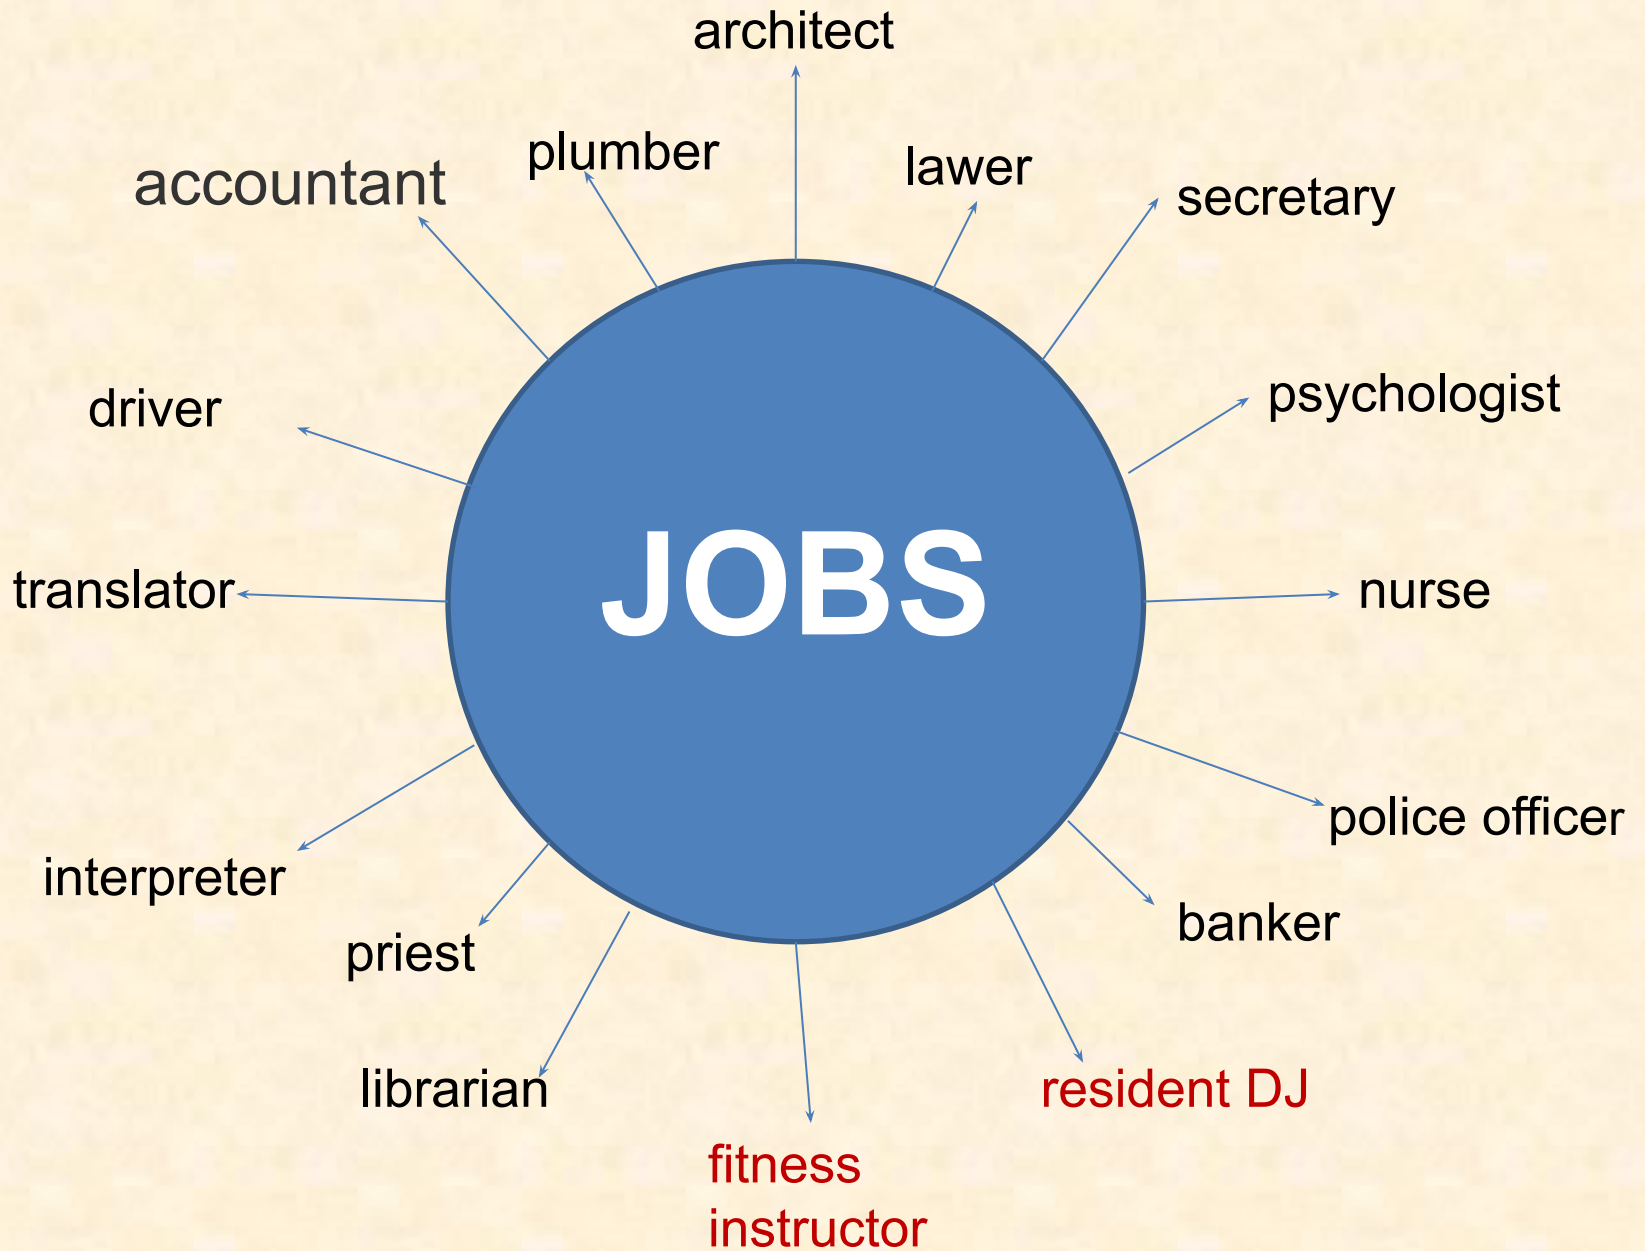 architect
plumber
lawer
accountant
secretary
driver
psychologist
JOBS
translator
nurse
police officer
interpreter
banker
priest
librarian
resident DJ
fitness
instructor